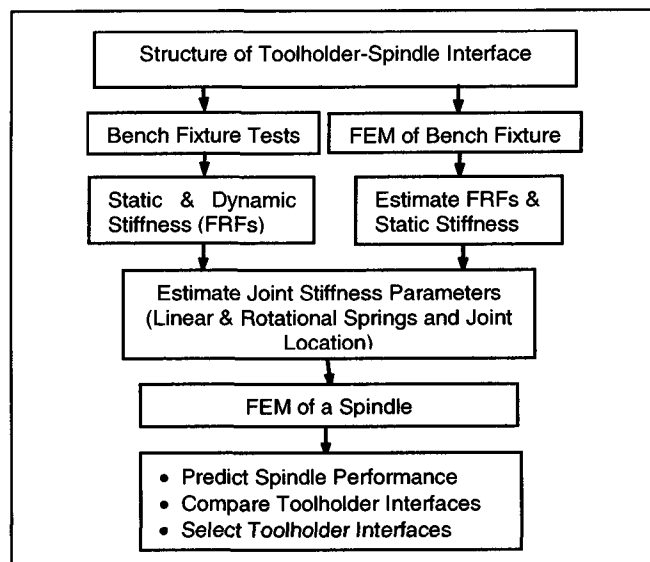 Structure of Toolholder-Spindle Interface
Bench Fixture Tests
FEM of Bench Fixture
Static & Dynamic
Stiffness (FRFs)
Estimate FRFs &
Static Stiffness
Estimate Joint Stiffness Parameters
(Linear & Rotational Springs and Joint
Location)
FEM of a Spindle
• Predict Spindle Performance
• Compare Toolholder Interfaces
• Select Toolholder Interfaces